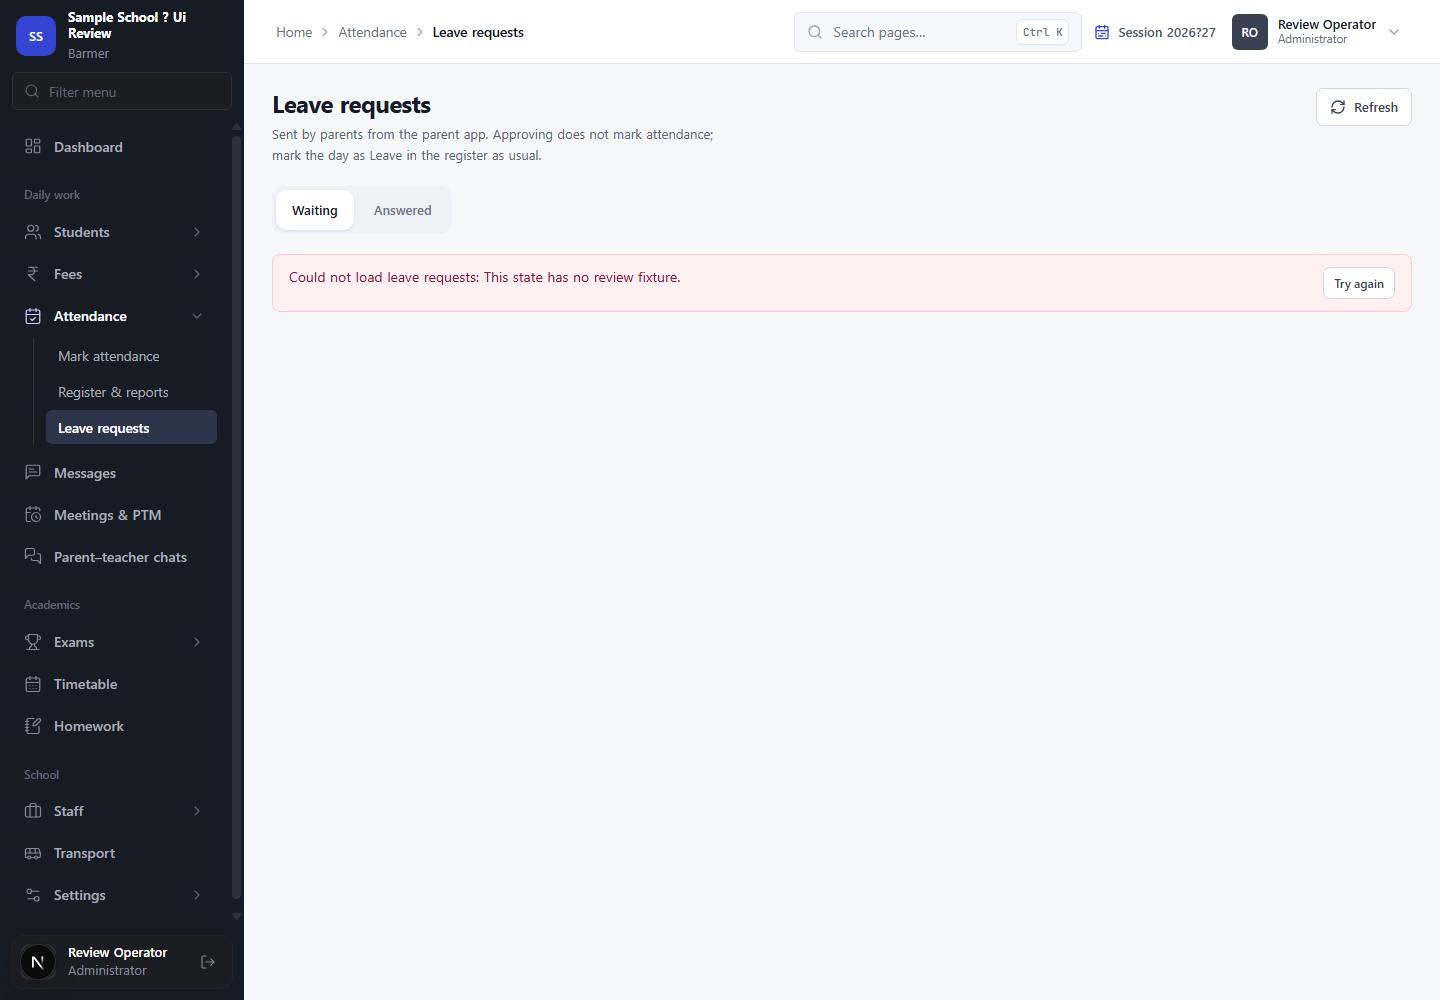 SS
Sample School ? Ui
Review
Barmer
Filter menu
Dashboard
Daily work
Students
Fees
Attendance
Mark attendance
Register & reports
Leave requests
Messages
Meetings & PTM
Parent–teacher chats
Academics
Exams
Timetable
Homework
School
Staff
Transport
Settings
N
Review Operator
Administrator
Home > Attendance > Leave requests
Search pages...
Ctrl K
Session 2026?27
RO
Review Operator
Administrator
Leave requests
Refresh
Sent by parents from the parent app. Approving does not mark attendance;
mark the day as Leave in the register as usual.
Waiting
Answered
Could not load leave requests: This state has no review fixture.
Try again